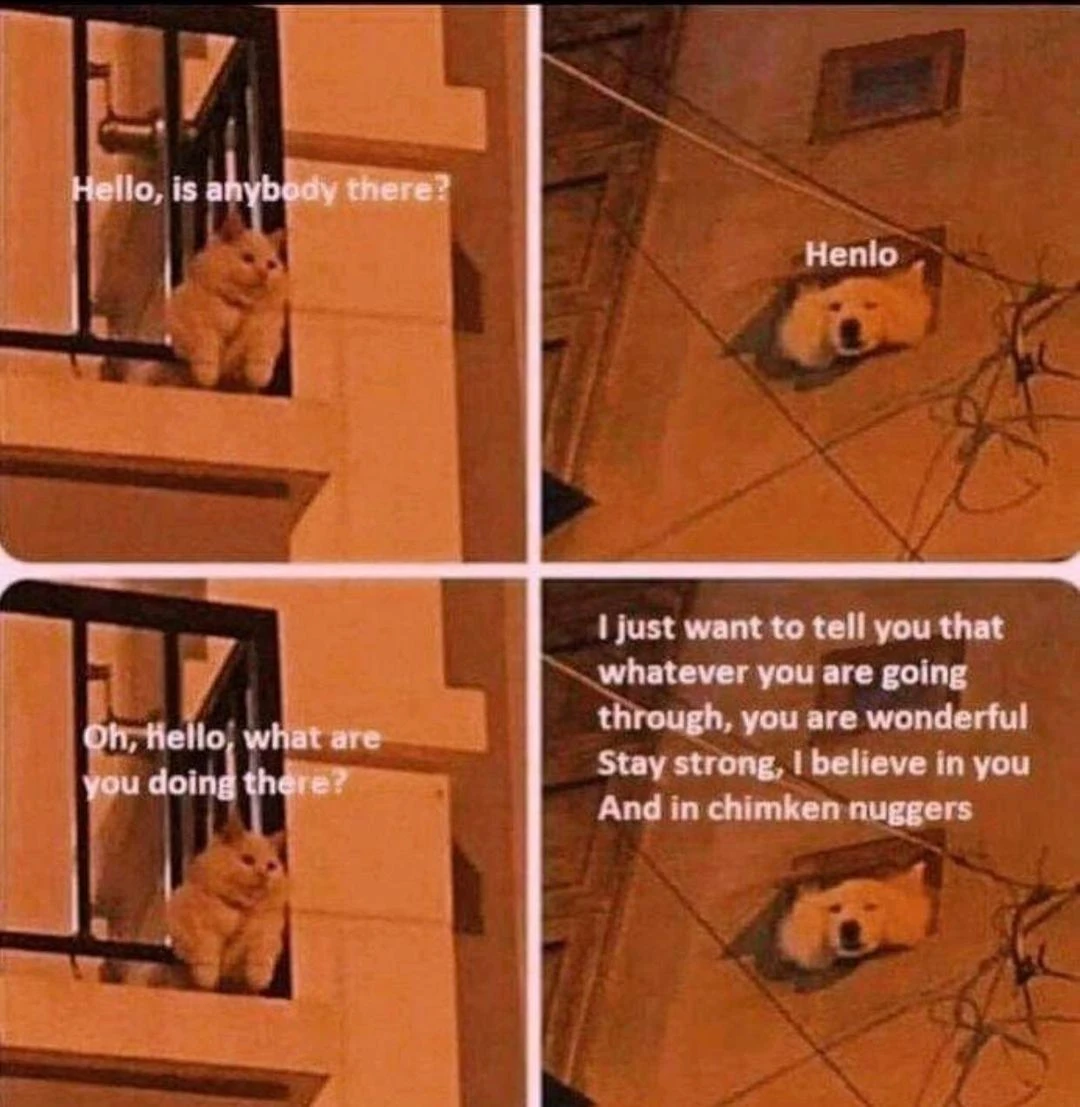 Hello, is anybody there?
Henlo
Oh, hello, what are
you doing there?
I just want to tell you that
whatever you are going
through, you are wonderful
Stay strong, I believe in you
And in chimken nuggers